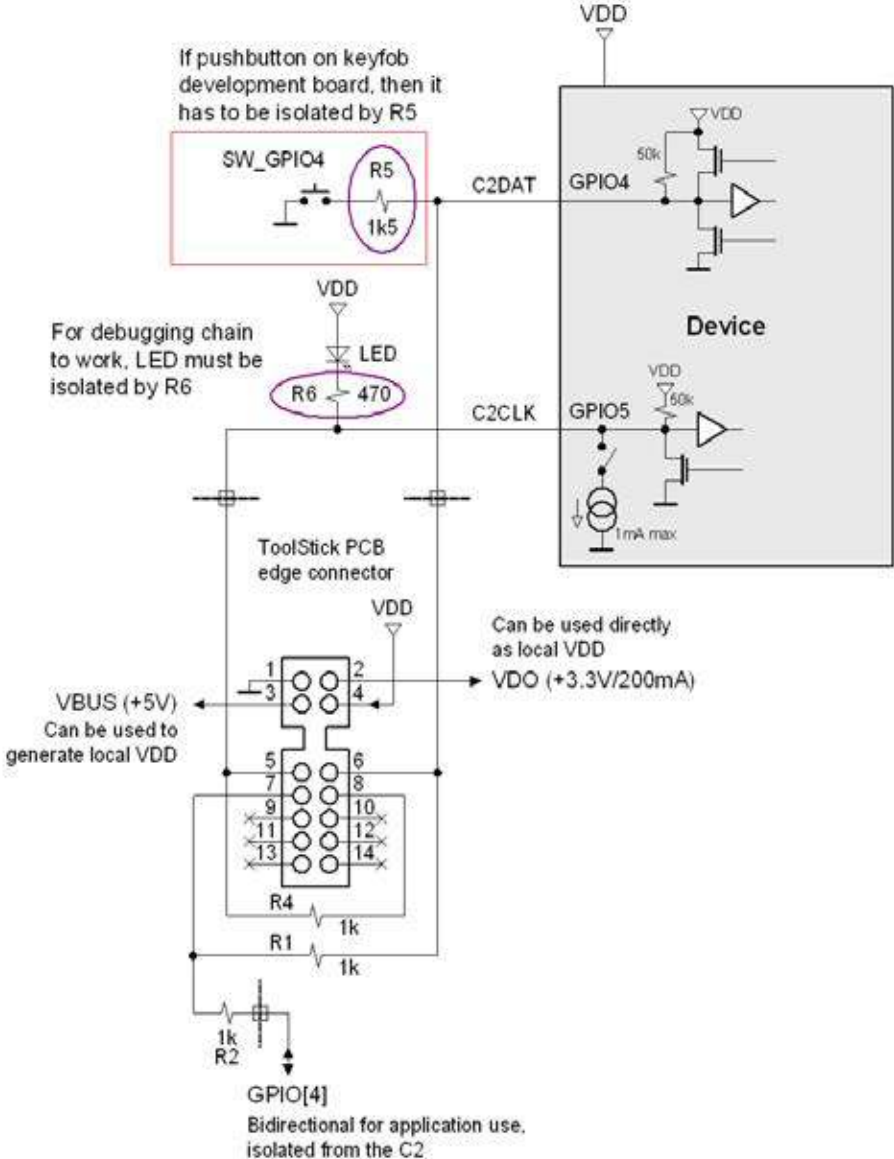 VDD
If pushbutton on keyfob
development board, then it
has to be isolated by R5
SW_GPIO4
R5
1k5
C2DAT
GPIO4
VDD
50k
VDD
For debugging chain
to work, LED must be
isolated by R6
LED
R6
470
Device
C2CLK
GPIO5
VDD
50k
1mA max
ToolStick PCB
edge connector
VDD
Can be used directly
as local VDD
VDO (+3.3V/200mA)
1
2
3
4
VBUS (+5V)
Can be used to
generate local VDD
5
6
7
8
9
10
11
12
13
14
R4
1k
R1
1k
1k
R2
GPIO[4]
Bidirectional for application use,
isolated from the C2